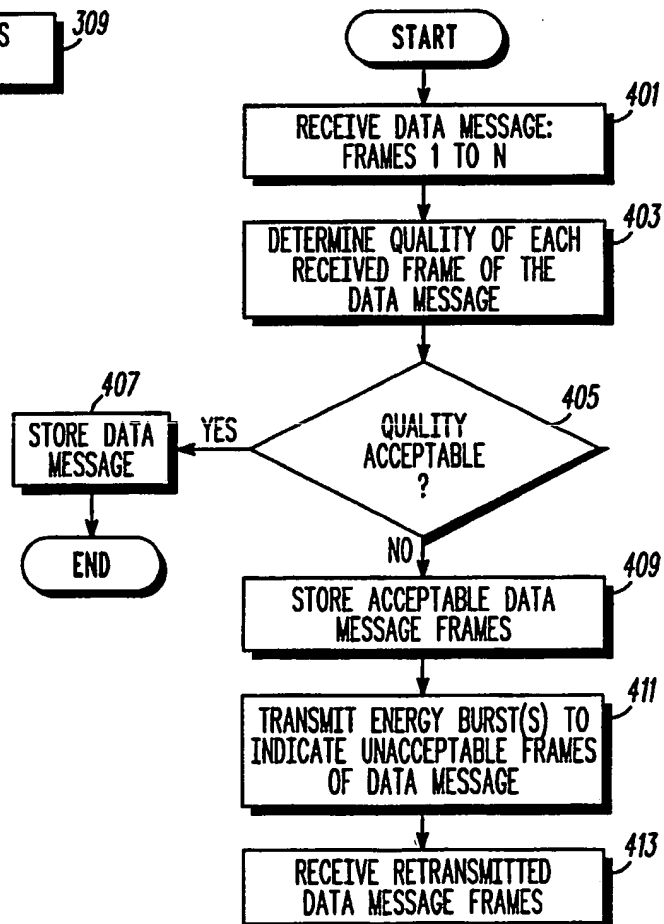 S
309
START
401
RECEIVE DATA MESSAGE:
FRAMES 1 TO N
403
DETERMINE QUALITY OF EACH
RECEIVED FRAME OF THE
DATA MESSAGE
405
QUALITY
ACCEPTABLE
?
YES
407
STORE DATA
MESSAGE
END
NO
409
STORE ACCEPTABLE DATA
MESSAGE FRAMES
411
TRANSMIT ENERGY BURST(S) TO
INDICATE UNACCEPTABLE FRAMES
OF DATA MESSAGE
413
RECEIVE RETRANSMITTED
DATA MESSAGE FRAMES